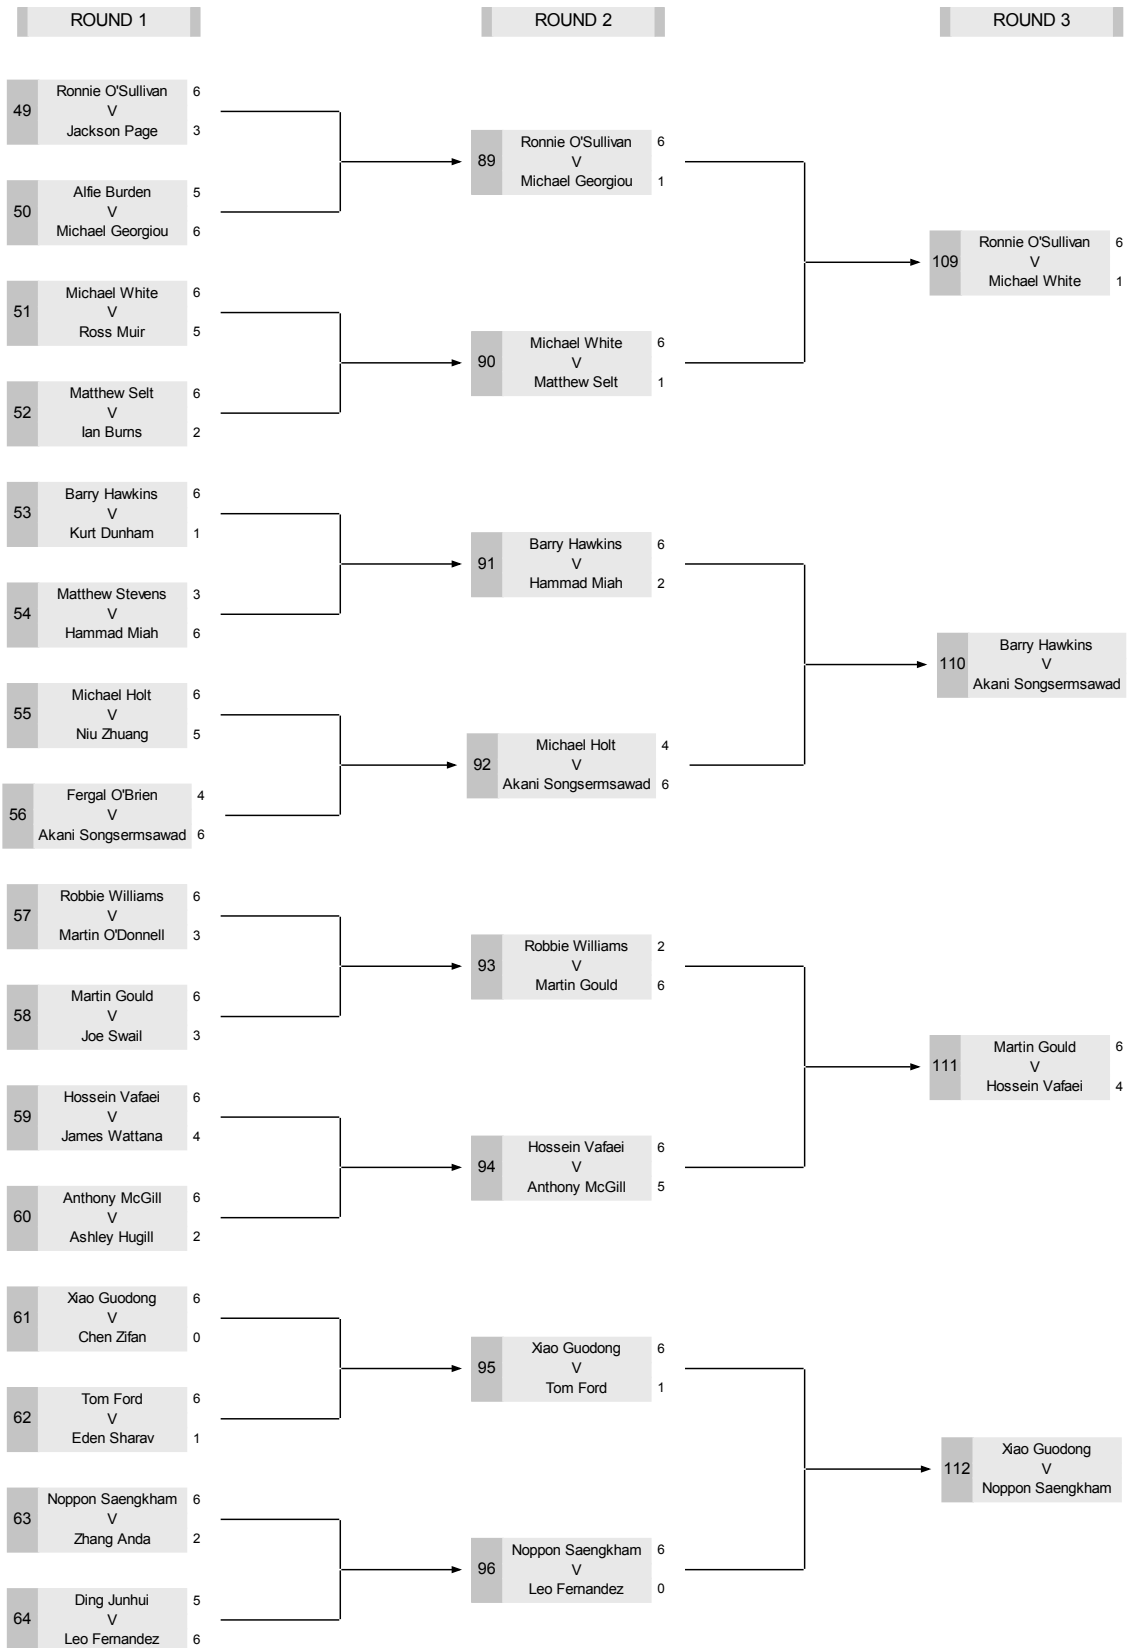 ROUND 1
ROUND 2
ROUND 3
49
Ronnie O'Sullivan 6
V
Jackson Page 3
50
Alfie Burden 5
V
Michael Georgiou 6
51
Michael White 6
V
Ross Muir 5
52
Matthew Selt 6
V
Ian Burns 2
53
Barry Hawkins 6
V
Kurt Dunham 1
54
Matthew Stevens 3
V
Hammad Miah 6
55
Michael Holt 6
V
Niu Zhuang 5
56
Fergal O'Brien 4
V
Akani Songsermsawad 6
57
Robbie Williams 6
V
Martin O'Donnell 3
58
Martin Gould 6
V
Joe Swail 3
59
Hossein Vafaei 6
V
James Wattana 4
60
Anthony McGill 6
V
Ashley Hugill 2
61
Xiao Guodong 6
V
Chen Zifan 0
62
Tom Ford 6
V
Eden Sharav 1
63
Noppon Saengkham 6
V
Zhang Anda 2
64
Ding Junhui 5
V
Leo Fernandez 6
89
Ronnie O'Sullivan 6
V
Michael Georgiou 1
90
Michael White 6
V
Matthew Selt 1
91
Barry Hawkins 6
V
Hammad Miah 2
92
Michael Holt 4
V
Akani Songsermsawad 6
93
Robbie Williams 2
V
Martin Gould 6
94
Hossein Vafaei 6
V
Anthony McGill 5
95
Xiao Guodong 6
V
Tom Ford 1
96
Noppon Saengkham 6
V
Leo Fernandez 0
109
Ronnie O'Sullivan 6
V
Michael White 1
110
Barry Hawkins
V
Akani Songsermsawad
111
Martin Gould 6
V
Hossein Vafaei 4
112
Xiao Guodong
V
Noppon Saengkham